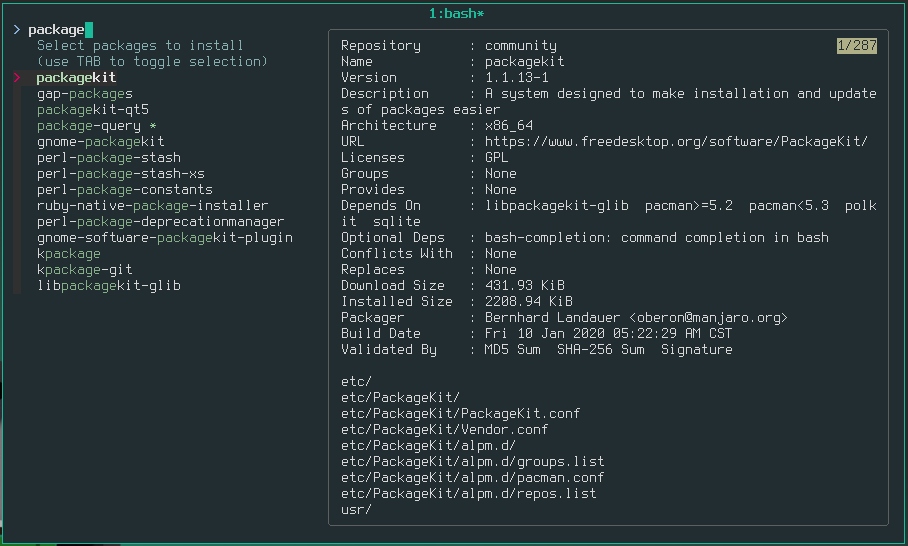 1:bash*
> package
Select packages to install
(use TAB to toggle selection)
> packagekit
gap-packages
packagekit-qt5
package-query *
gnome-packagekit
perl-package-stash
perl-package-stash-xs
perl-package-constants
ruby-native-package-installer
perl-package-deprecationmanager
gnome-software-packagekit-plugin
kpackage
kpackage-git
libpackagekit-glib
1/287
Repository : community
Name : packagekit
Version : 1.1.13-1
Description : A system designed to make installation and update
s of packages easier
Architecture : x86_64
URL : https://www.freedesktop.org/software/PackageKit/
Licenses : GPL
Groups : None
Provides : None
Depends On : libpackagekit-glib pacman>=5.2 pacman<5.3 polk
it sqlite
Optional Deps : bash-completion: command completion in bash
Conflicts With : None
Replaces : None
Download Size : 431.93 KiB
Installed Size : 2208.94 KiB
Packager : Bernhard Landauer <oberon@manjaro.org>
Build Date : Fri 10 Jan 2020 05:22:29 AM CST
Validated By : MD5 Sum SHA-256 Sum Signature
etc/
etc/PackageKit/
etc/PackageKit/PackageKit.conf
etc/PackageKit/Vendor.conf
etc/PackageKit/alpm.d/
etc/PackageKit/alpm.d/groups.list
etc/PackageKit/alpm.d/pacman.conf
etc/PackageKit/alpm.d/repos.list
usr/